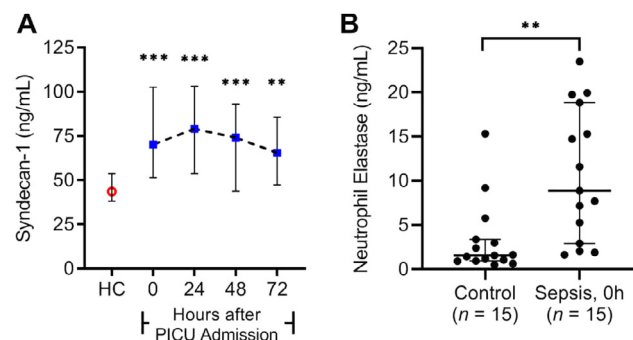 A
Syndecan-1 (ng/mL)
125
100
75
50
25
0
*** *** *** **
HC 0 24 48 72
Hours after
PICU Admission
B
Neutrophil Elastase (ng/mL)
25
20
15
10
5
0
**
Control Sepsis, 0h
(n = 15) (n = 15)